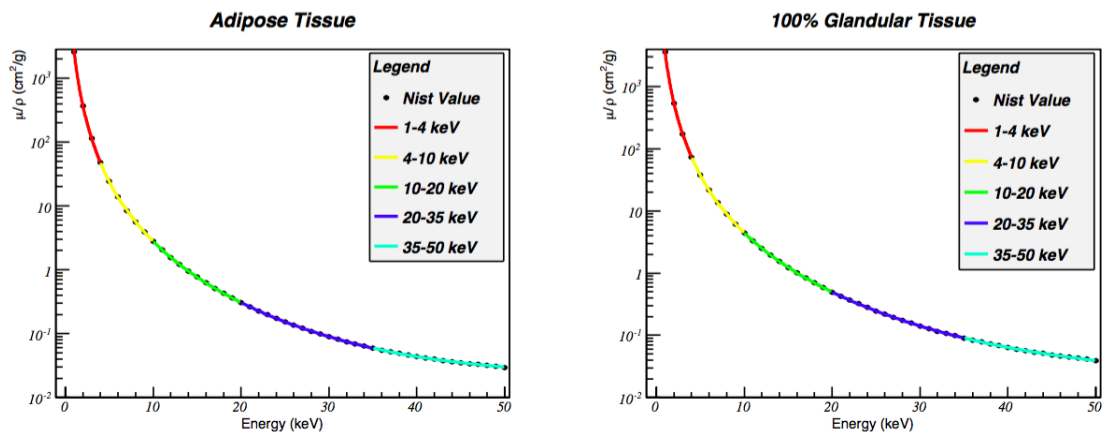 Adipose Tissue
μ/ρ (cm²/g)
10³
10²
10
1
10⁻¹
10⁻²
0
10
20
30
40
50
Energy (keV)
Legend
Nist Value
1-4 keV
4-10 keV
10-20 keV
20-35 keV
35-50 keV
100% Glandular Tissue
μ/ρ (cm²/g)
10³
10²
10
1
10⁻¹
10⁻²
0
10
20
30
40
50
Energy (keV)
Legend
Nist Value
1-4 keV
4-10 keV
10-20 keV
20-35 keV
35-50 keV